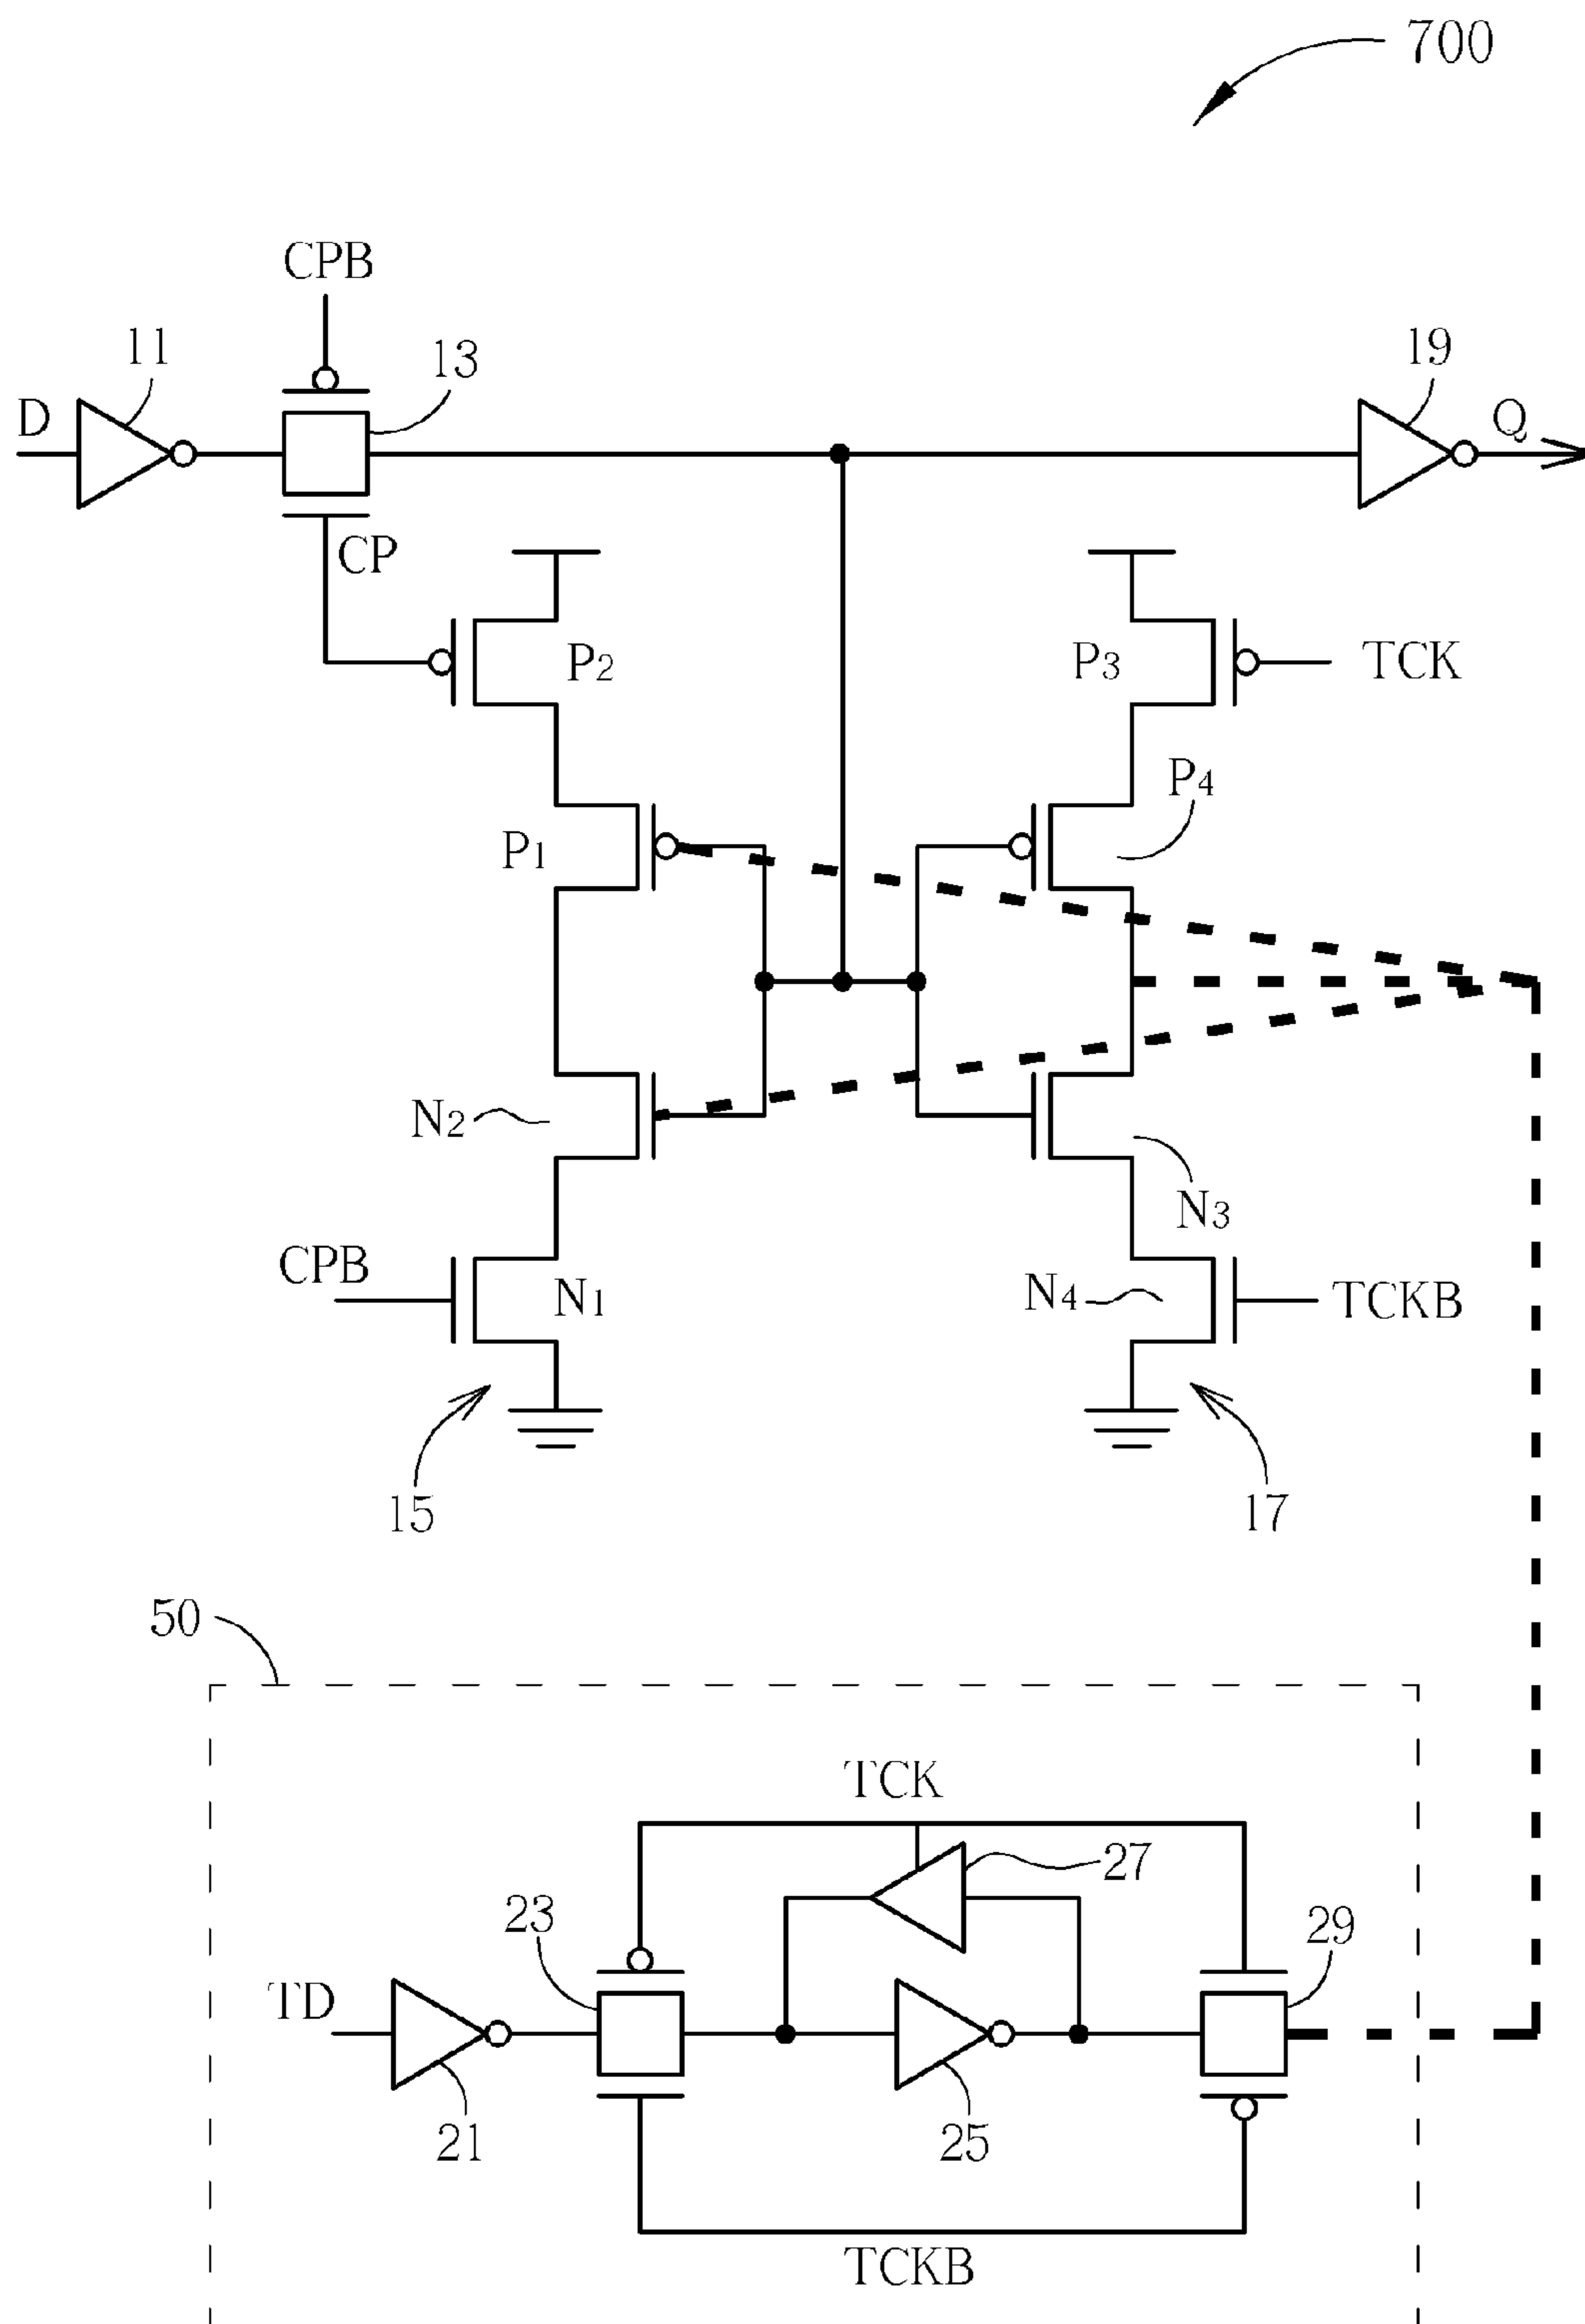 700
CPB
11
13
19
D
Q
CP
P2
P3
TCK
P1
P4
N2
N3
CPB
N1
N4
TCKB
15
17
50
TCK
27
23
29
TD
21
25
TCKB